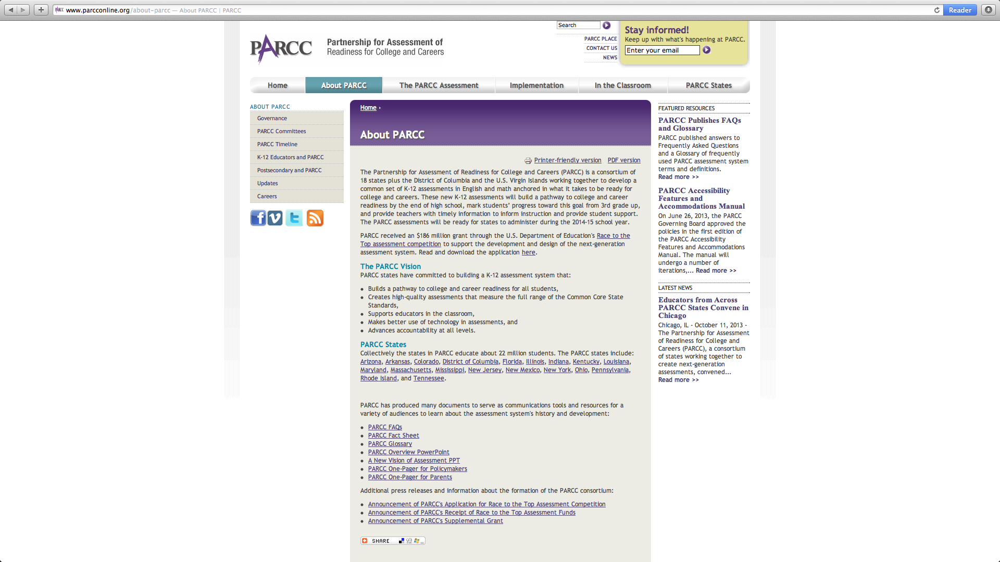 www.parcconline.org/about-parcc — About PARCC | PARCC
Reader
Search
Stay informed!
Keep up with what's happening at PARCC.
Enter your email
PARCC PLACE
CONTACT US
NEWS
PARCC
Partnership for Assessment of
Readiness for College and Careers
Home
About PARCC
The PARCC Assessment
Implementation
In the Classroom
PARCC States
ABOUT PARCC
Governance
PARCC Committees
PARCC Timeline
K-12 Educators and PARCC
Postsecondary and PARCC
Updates
Careers
Home ›
About PARCC
Printer-friendly version
PDF version
The Partnership for Assessment of Readiness for College and Careers (PARCC) is a consortium of
18 states plus the District of Columbia and the U.S. Virgin Islands working together to develop a
common set of K-12 assessments in English and math anchored in what it takes to be ready for
college and careers. These new K-12 assessments will build a pathway to college and career
readiness by the end of high school, mark students’ progress toward this goal from 3rd grade up,
and provide teachers with timely information to inform instruction and provide student support.
The PARCC assessments will be ready for states to administer during the 2014-15 school year.
PARCC received an $186 million grant through the U.S. Department of Education's Race to the
Top assessment competition to support the development and design of the next-generation
assessment system. Read and download the application here.
The PARCC Vision
PARCC states have committed to building a K-12 assessment system that:
Builds a pathway to college and career readiness for all students,
Creates high-quality assessments that measure the full range of the Common Core State
Standards,
Supports educators in the classroom,
Makes better use of technology in assessments, and
Advances accountability at all levels.
PARCC States
Collectively the states in PARCC educate about 22 million students. The PARCC states include:
Arizona, Arkansas, Colorado, District of Columbia, Florida, Illinois, Indiana, Kentucky, Louisiana,
Maryland, Massachusetts, Mississippi, New Jersey, New Mexico, New York, Ohio, Pennsylvania,
Rhode Island, and Tennessee.
PARCC has produced many documents to serve as communications tools and resources for a
variety of audiences to learn about the assessment system's history and development:
PARCC FAQs
PARCC Fact Sheet
PARCC Glossary
PARCC Overview PowerPoint
A New Vision of Assessment PPT
PARCC One-Pager for Policymakers
PARCC One-Pager for Parents
Additional press releases and information about the formation of the PARCC consortium:
Announcement of PARCC's Application for Race to the Top Assessment Competition
Announcement of PARCC's Receipt of Race to the Top Assessment Funds
Announcement of PARCC's Supplemental Grant
SHARE
FEATURED RESOURCES
PARCC Publishes FAQs
and Glossary
PARCC published answers to
Frequently Asked Questions
and a Glossary of frequently
used PARCC assessment system
terms and definitions.
Read more >>
PARCC Accessibility
Features and
Accommodations Manual
On June 26, 2013, the PARCC
Governing Board approved the
policies in the first edition of
the PARCC Accessibility
Features and Accommodations
Manual. The manual will
undergo a number of
iterations,... Read more >>
LATEST NEWS
Educators from Across
PARCC States Convene in
Chicago
Chicago, IL - October 11, 2013 -
The Partnership for Assessment
of Readiness for College and
Careers (PARCC), a consortium
of states working together to
create next-generation
assessments, convened...
Read more >>